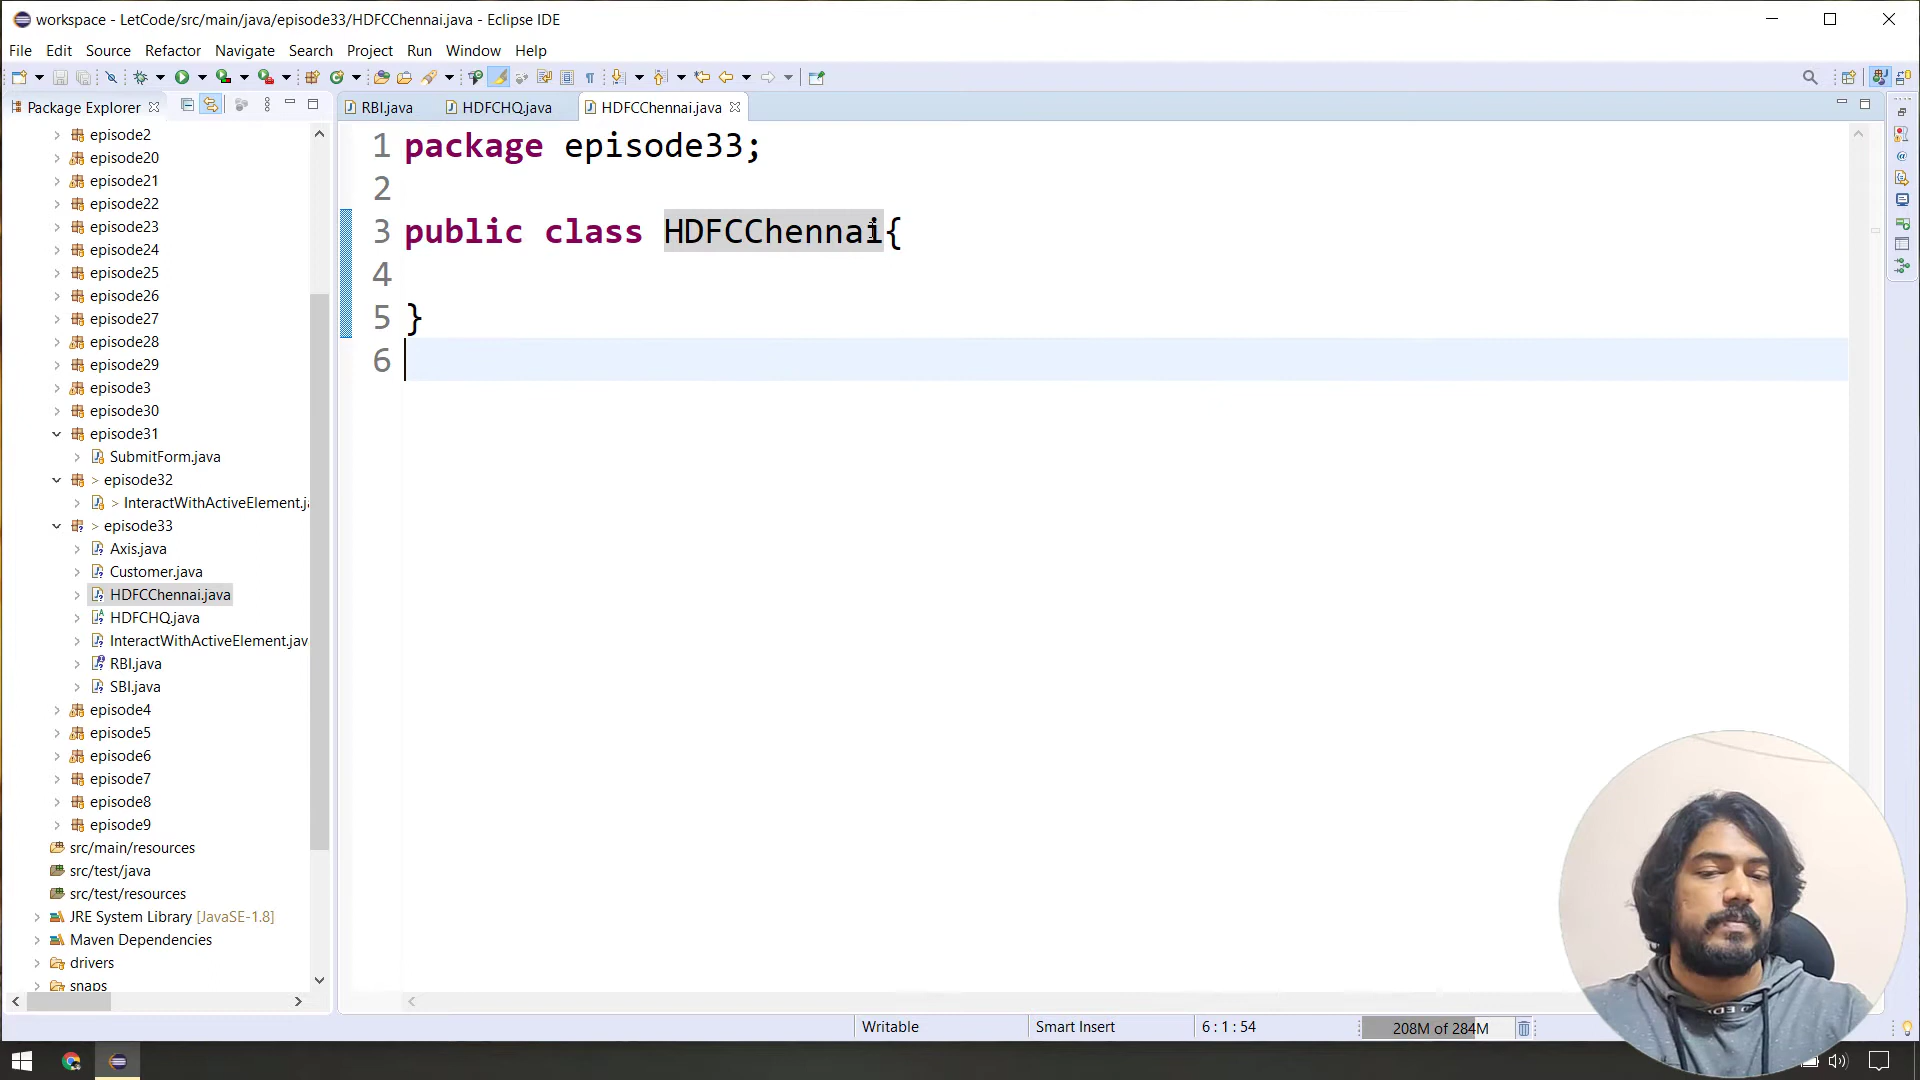 workspace - LetCode/src/main/java/episode33/HDFCChennai.java - Eclipse IDE
File Edit Source Refactor Navigate Search Project Run Window Help
Package Explorer
RBI.java HDFCHQ.java HDFCChennai.java
episode2
episode20
episode21
episode22
episode23
episode24
episode25
episode26
episode27
episode28
episode29
episode3
episode30
episode31
SubmitForm.java
> episode32
> InteractWithActiveElement.ja
> episode33
Axis.java
Customer.java
HDFCChennai.java
HDFCHQ.java
InteractWithActiveElement.jav
RBI.java
SBI.java
episode4
episode5
episode6
episode7
episode8
episode9
src/main/resources
src/test/java
src/test/resources
JRE System Library [JavaSE-1.8]
Maven Dependencies
drivers
snaps
1 package episode33;
2
3 public class HDFCChennai{
4
5 }
6
Writable Smart Insert 6 : 1 : 54 208M of 284M